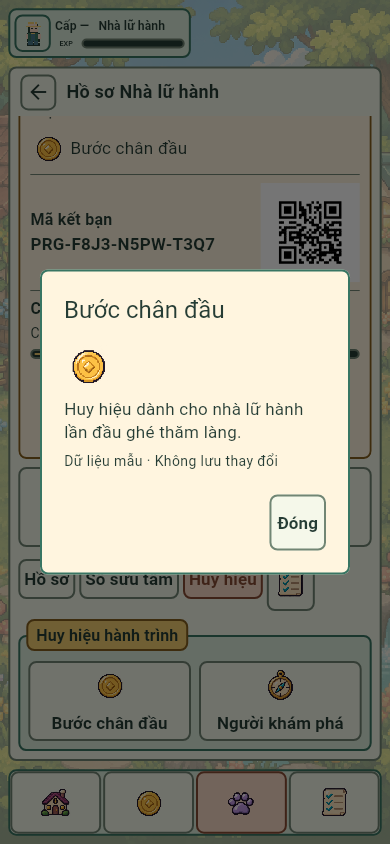 Cấp — Nhà lữ hành
EXP
Hồ sơ Nhà lữ hành
Bước chân đầu
Mã kết bạn
PRG-F8J3-N5PW-T3Q7
Bước chân đầu
Huy hiệu dành cho nhà lữ hành
lần đầu ghé thăm làng.
Dữ liệu mẫu · Không lưu thay đổi
Đóng
Hồ sơ
Sổ sưu tầm
Huy hiệu
Huy hiệu hành trình
Bước chân đầu
Người khám phá